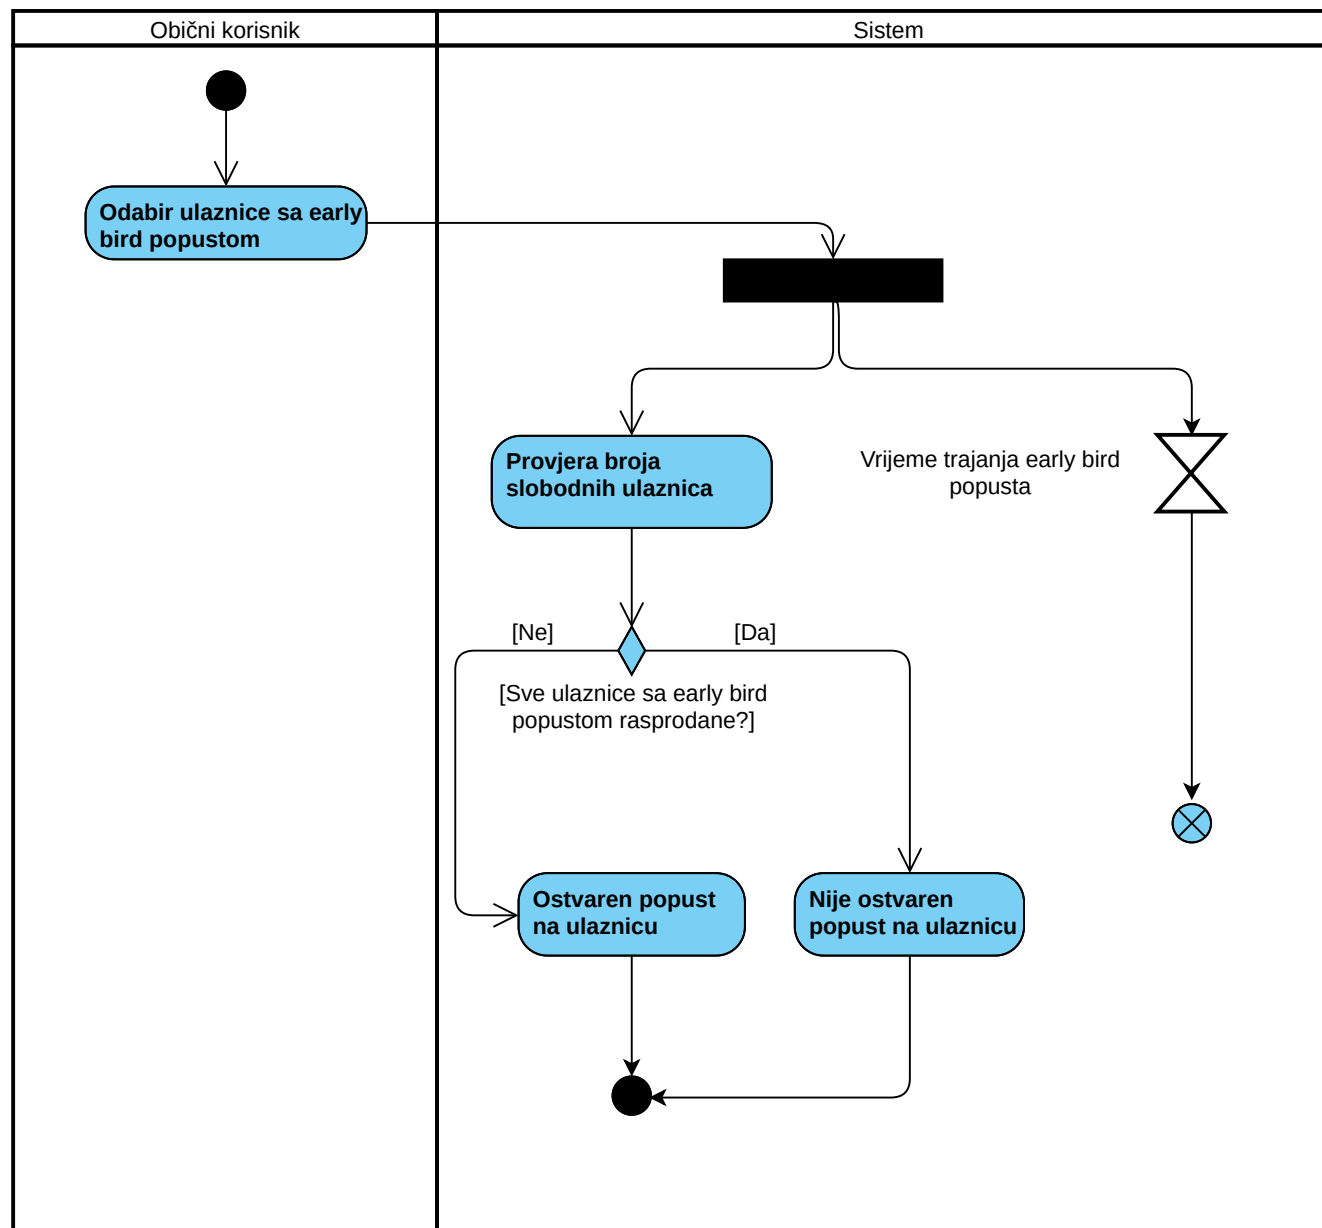 Obični korisnik
Sistem
Odabir ulaznice sa early
bird popustom
Provjera broja
slobodnih ulaznica
Vrijeme trajanja early bird
popusta
[Ne]
[Da]
[Sve ulaznice sa early bird
popustom rasprodane?]
Ostvaren popust
na ulaznicu
Nije ostvaren
popust na ulaznicu